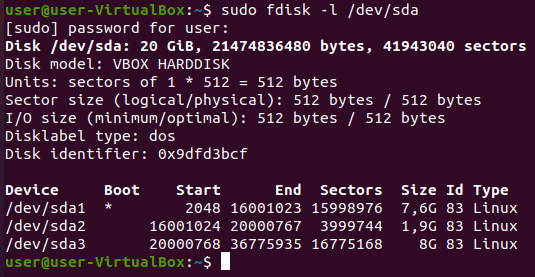 user@user-VirtualBox:~$ sudo fdisk -l /dev/sda
[sudo] password for user:
Disk /dev/sda: 20 GiB, 21474836480 bytes, 41943040 sectors
Disk model: VBOX HARDDISK
Units: sectors of 1 * 512 = 512 bytes
Sector size (logical/physical): 512 bytes / 512 bytes
I/O size (minimum/optimal): 512 bytes / 512 bytes
Disklabel type: dos
Disk identifier: 0x9dfd3bcf
Device     Boot    Start      End  Sectors  Size Id Type
/dev/sda1  *        2048 16001023 15998976  7,6G 83 Linux
/dev/sda2       16001024 20000767  3999744  1,9G 83 Linux
/dev/sda3       20000768 36775935 16775168    8G 83 Linux
user@user-VirtualBox:~$